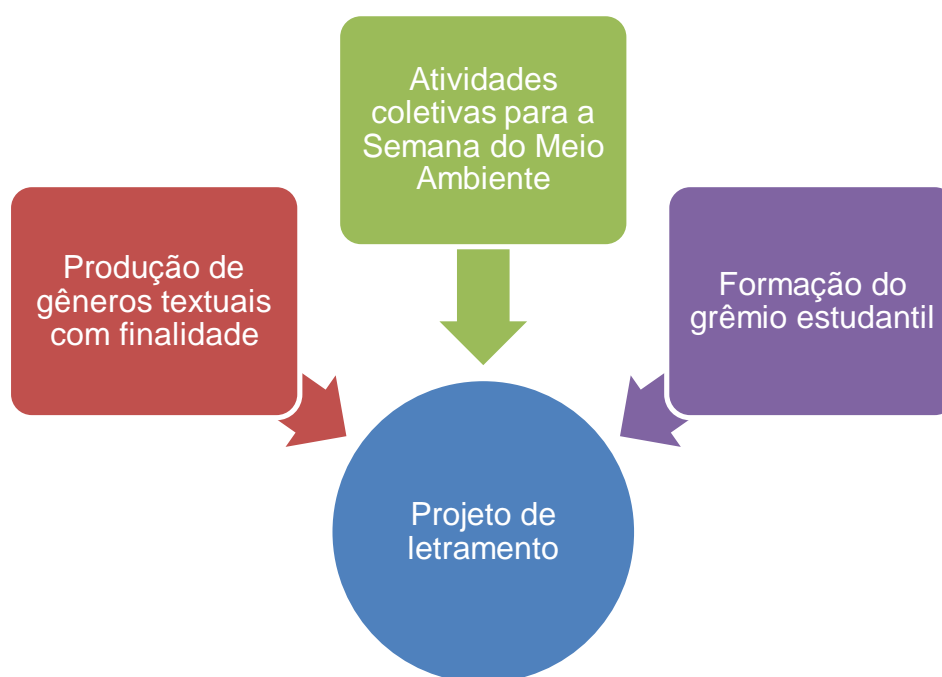 Atividades
coletivas para a
Semana do Meio
Ambiente
Produção de
gêneros textuais
com finalidade
Formação do
grêmio estudantil
Projeto de
letramento